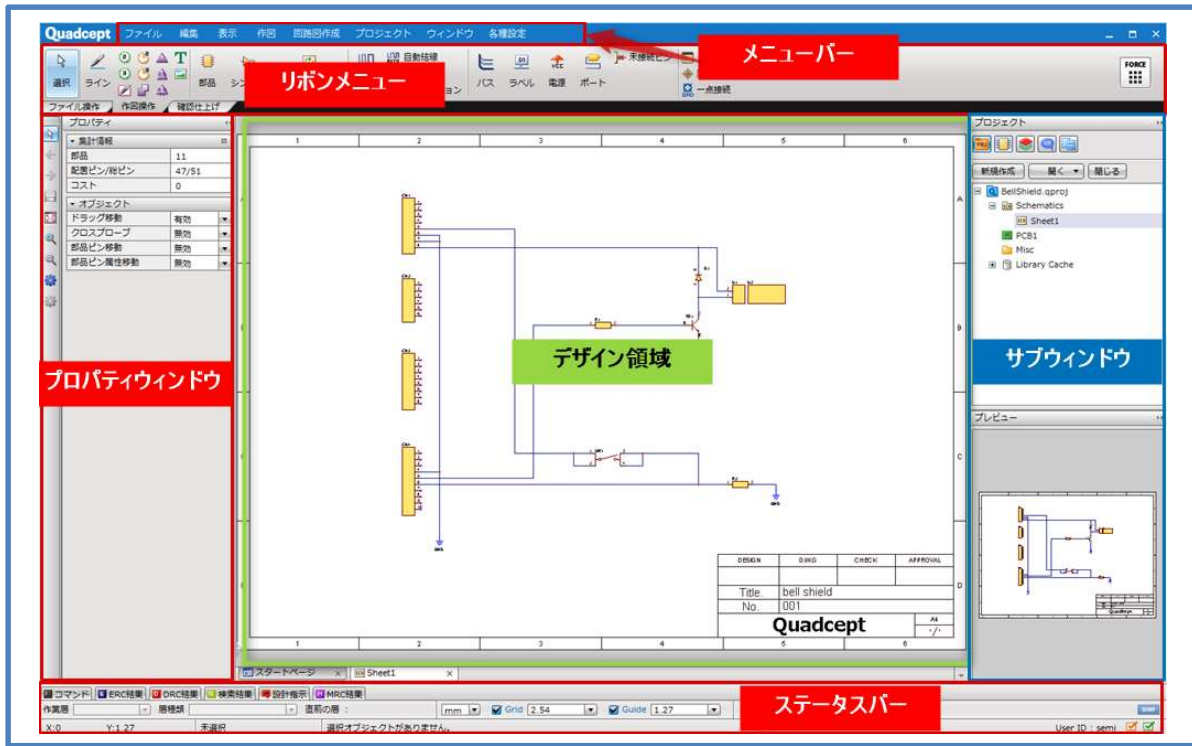 Quadcept ファイル 編集 表示 作図 回路図作成 プロジェクト ウィンドウ 各種設定
メニューバー
リボンメニュー
選択 ライン 部品 自動結線 バス ラベル 電源 ポート 未接続ピン
一点接続
FORCE
ファイル操作 作図操作 確認仕上げ
プロパティ
集計情報
部品 11
配置ピン/総ピン 47/51
コスト 0
オブジェクト
ドラッグ移動 有効
クロスプローブ 無効
部品ピン移動 無効
部品ピン属性移動 無効
プロパティウィンドウ
1 2 3 4 5 6
A
デザイン領域
B
C
D
DESIGN DWG CHECK APPROVAL
Title. bell shield
No. 001
Quadcept A4
-/-
1 2 3 4 5 6
スタートページ Sheet1
プロジェクト
新規作成 開く 閉じる
BellShield.qproj
Schematics
Sheet1
PCB1
Misc
Library Cache
サブウィンドウ
プレビュー
コマンド ERC結果 DRC結果 検索結果 設計指示 MRC結果
作業層 層種類 直前の層 : mm Grid 2.54 Guide 1.27
ステータスバー
X:0 Y:1.27 未選択 選択オブジェクトがありません。 User ID : semi